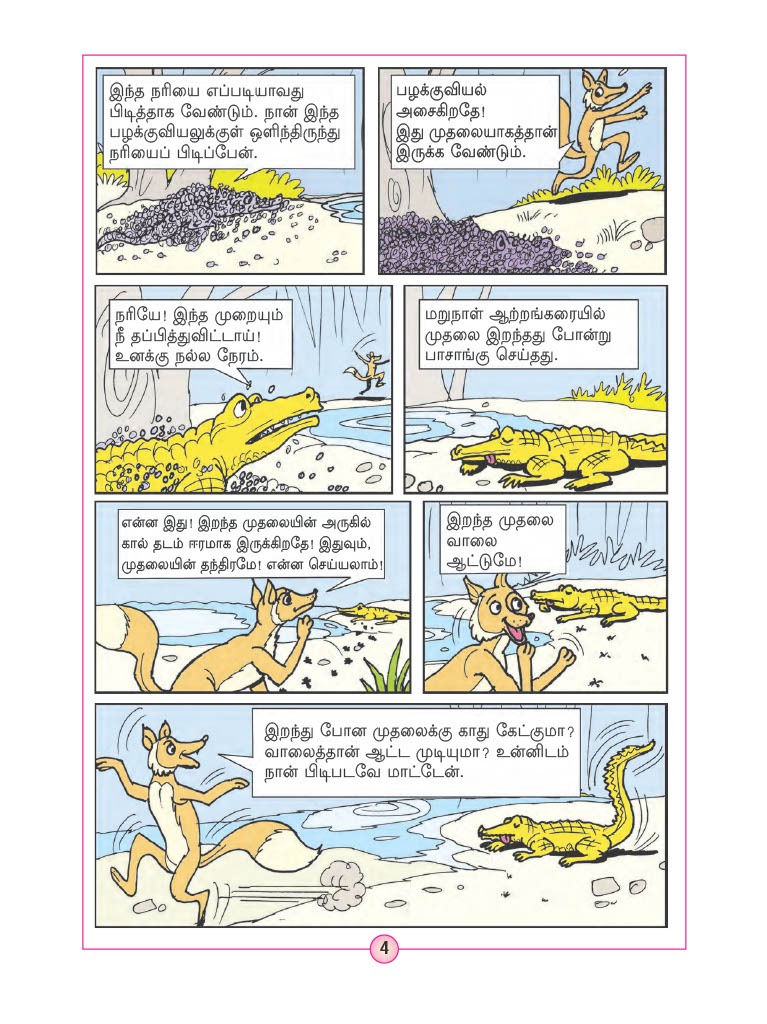 இந்த நரியை எப்படியாவது
பிடித்தாக வேண்டும். நான் இந்த
பழக்குவியலுக்குள் ஒளிந்திருந்து
நரியைப் பிடிப்பேன்.
பழக்குவியல்
அசைகிறதே!
இது முதலையாகத்தான்
இருக்க வேண்டும்.
நரியே! இந்த முறையும்
நீ தப்பித்துவிட்டாய்!
உனக்கு நல்ல நேரம்.
மறுநாள் ஆற்றங்கரையில்
முதலை இறந்தது போன்று
பாசாங்கு செய்தது.
என்ன இது! இறந்த முதலையின் அருகில்
கால் தடம் ஈரமாக இருக்கிறதே! இதுவும்,
முதலையின் தந்திரமே! என்ன செய்யலாம்!
இறந்த முதலை
வாலை
ஆட்டுமே!
இறந்து போன முதலைக்கு காது கேட்குமா?
வாலைத்தான் ஆட்ட முடியுமா? உன்னிடம்
நான் பிடிபடவே மாட்டேன்.
4